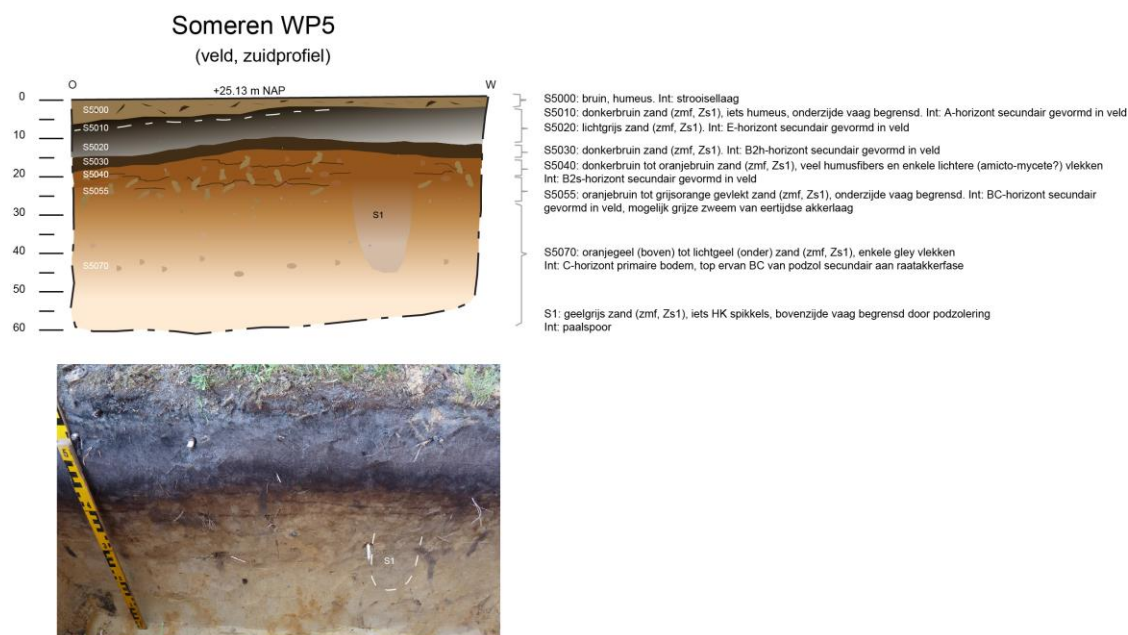 Someren WP5
(veld, zuidprofiel)
O
W
+25.13 m NAP
0
10
20
30
40
50
60
S5000
S5010
S5020
S5030
S5040
S5055
S5070
S1
S5000: bruin, humeus. Int: strooisellaag
S5010: donkerbruin zand (zmf, Zs1), iets humeus, onderzijde vaag begrensd. Int: A-horizont secundair gevormd in veld
S5020: lichtgrijs zand (zmf, Zs1). Int: E-horizont secundair gevormd in veld
S5030: donkerbruin zand (zmf, Zs1). Int: B2h-horizont secundair gevormd in veld
S5040: donkerbruin tot oranjebruin zand (zmf, Zs1), veel humusfibers en enkele lichtere (amicto-mycete?) vlekken
Int: B2s-horizont secundair gevormd in veld
S5055: oranjebruin tot grijsorange gevlekt zand (zmf, Zs1), onderzijde vaag begrensd. Int: BC-horizont secundair
gevormd in veld, mogelijk grijze zweem van eertijdse akkerlaag
S5070: oranjegeel (boven) tot lichtgeel (onder) zand (zmf, Zs1), enkele gley vlekken
Int: C-horizont primaire bodem, top ervan BC van podzol secundair aan raatakkerfase
S1: geelgrijs zand (zmf, Zs1), iets HK spikkels, bovenzijde vaag begrensd door podzolering
Int: paalspoor
S1